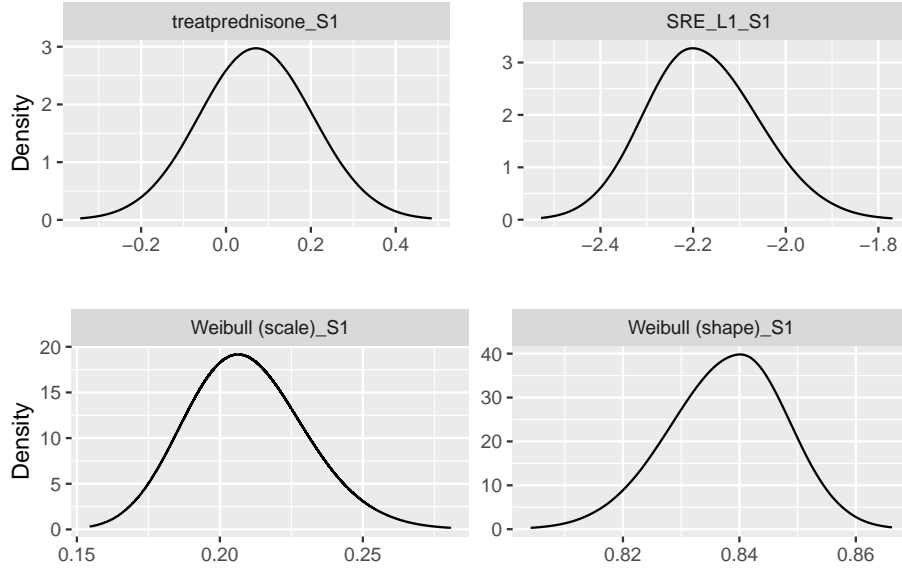 treatprednisone_S1
SRE_L1_S1
Density
3
2
1
0
−0.2 0.0 0.2 0.4
3
2
1
0
−2.4 −2.2 −2.0 −1.8
Weibull (scale)_S1
Weibull (shape)_S1
Density
20
15
10
5
0
0.15 0.20 0.25
40
30
20
10
0
0.82 0.84 0.86